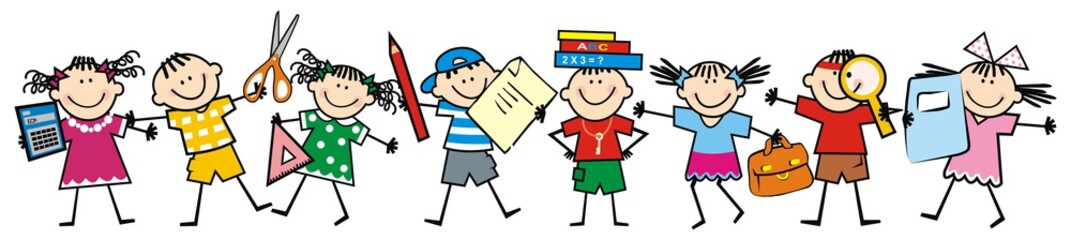 ABC
2 X 3 = ?